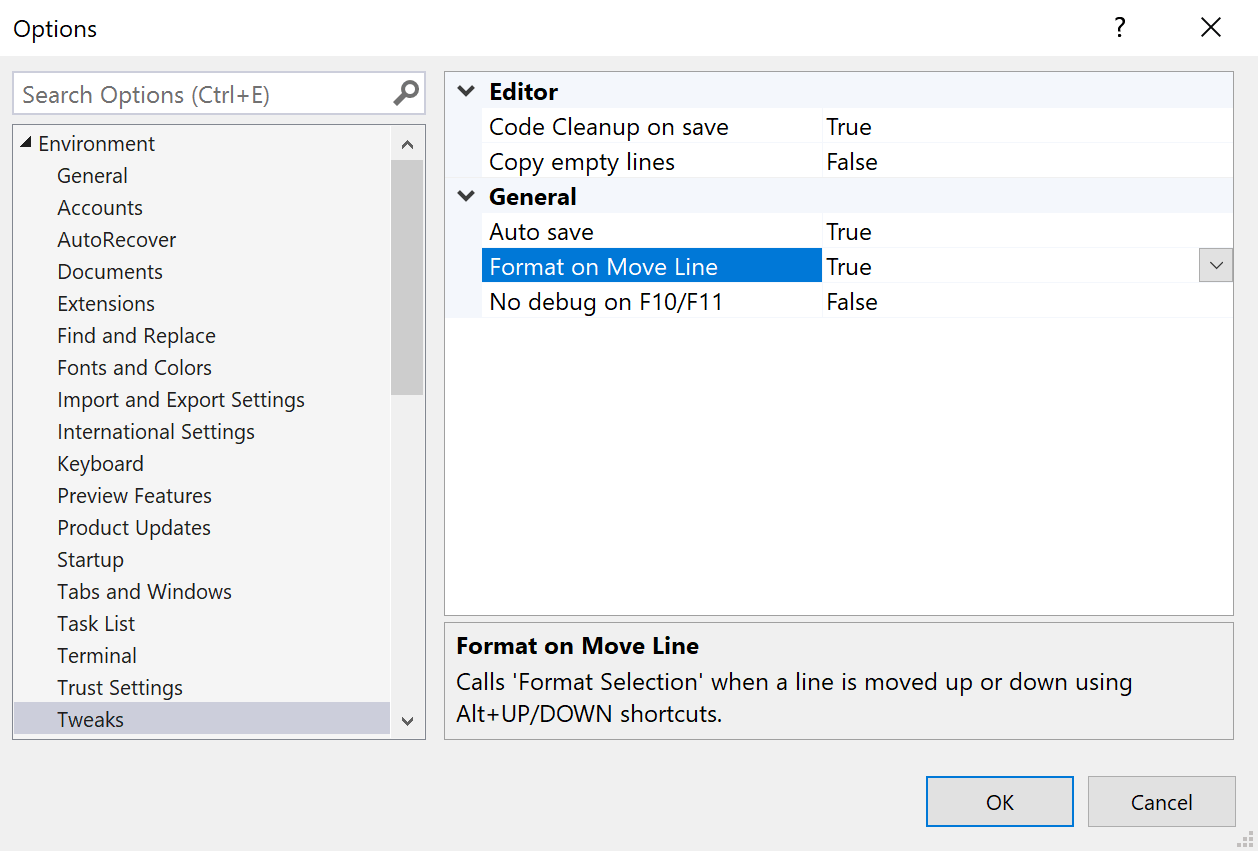 Options
?
Search Options (Ctrl+E)
Environment
General
Accounts
AutoRecover
Documents
Extensions
Find and Replace
Fonts and Colors
Import and Export Settings
International Settings
Keyboard
Preview Features
Product Updates
Startup
Tabs and Windows
Task List
Terminal
Trust Settings
Tweaks
Editor
Code Cleanup on save True
Copy empty lines False
General
Auto save True
Format on Move Line True
No debug on F10/F11 False
Format on Move Line
Calls 'Format Selection' when a line is moved up or down using
Alt+UP/DOWN shortcuts.
OK
Cancel